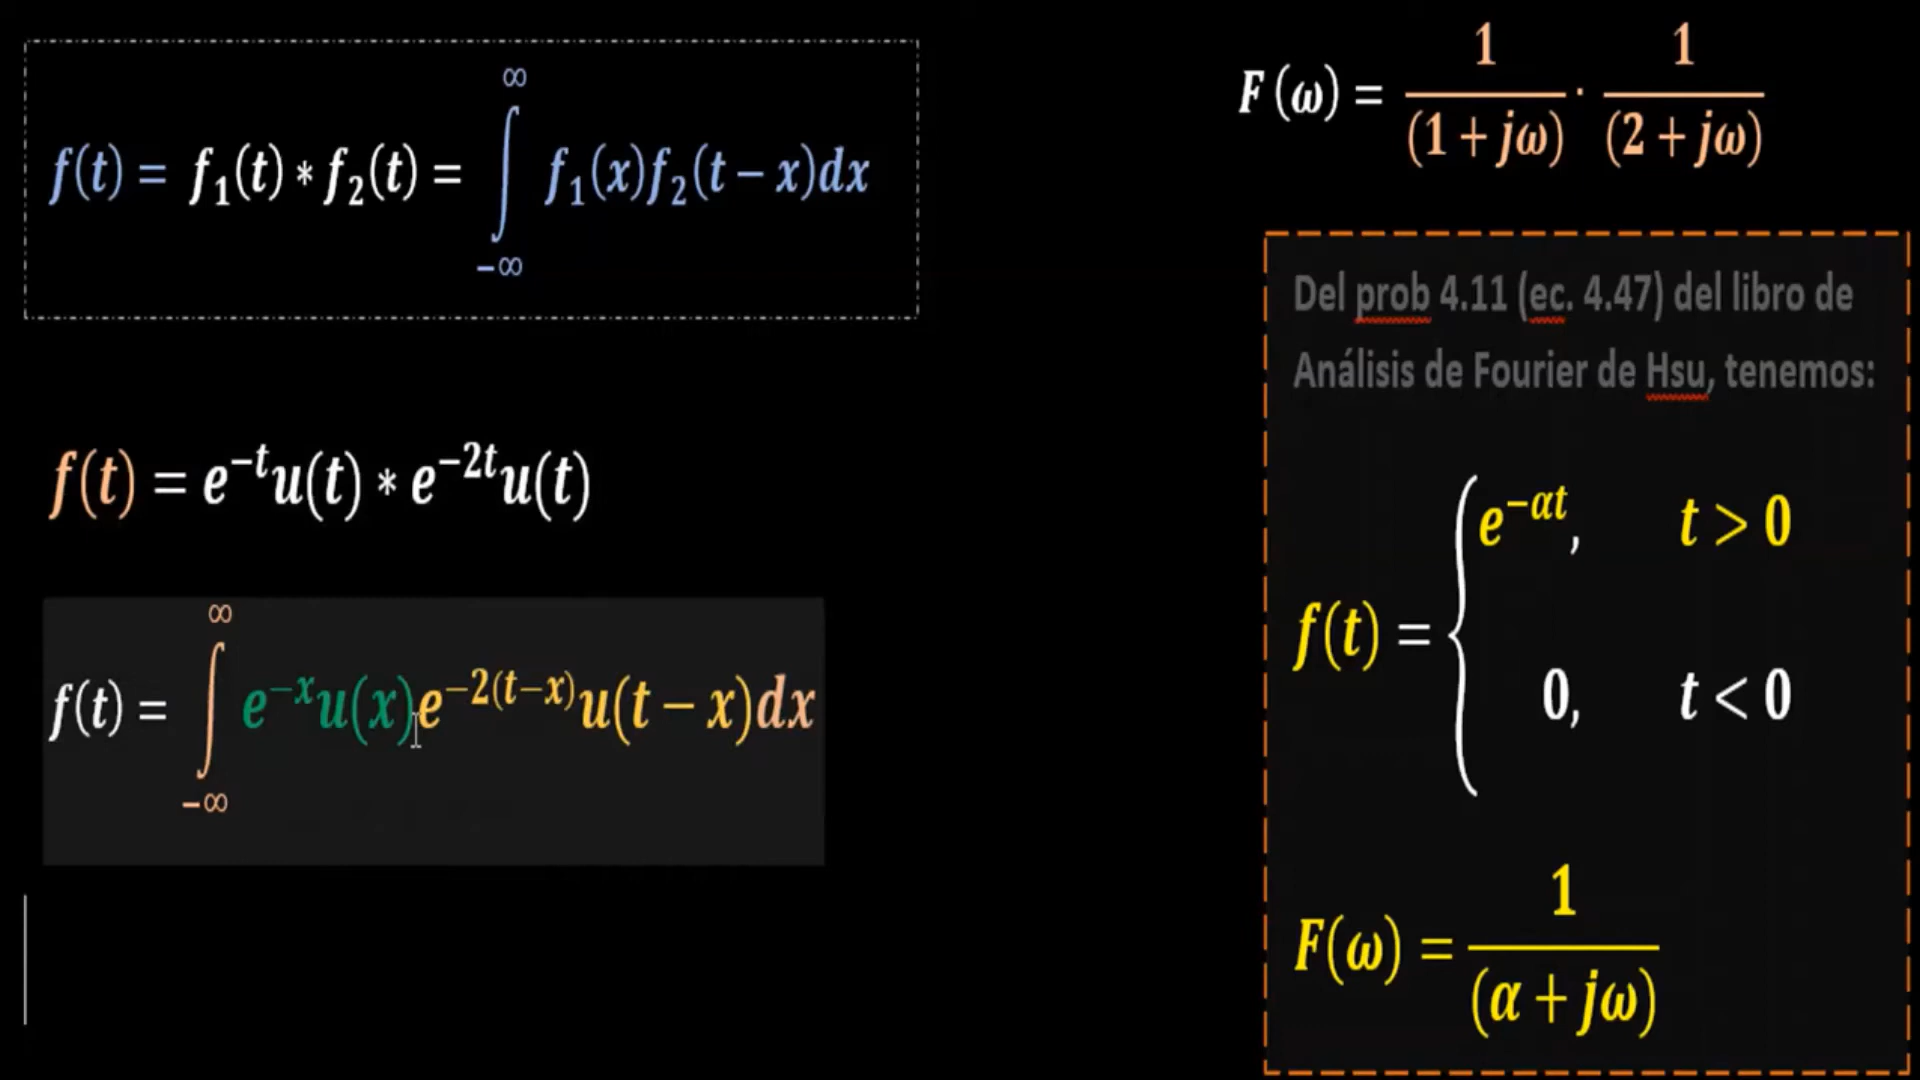 f(t) = f₁(t) * f₂(t) = ∫_{-∞}^{∞} f₁(x)f₂(t − x)dx
f(t) = e^{−t}u(t) * e^{−2t}u(t)
f(t) = ∫_{-∞}^{∞} e^{−x}u(x)e^{−2(t−x)}u(t − x)dx
F(ω) = 1/(1 + jω) · 1/(2 + jω)
Del prob 4.11 (ec. 4.47) del libro de
Análisis de Fourier de Hsu, tenemos:
f(t) = { e^{−αt}, t > 0
0, t < 0
F(ω) = 1/(α + jω)